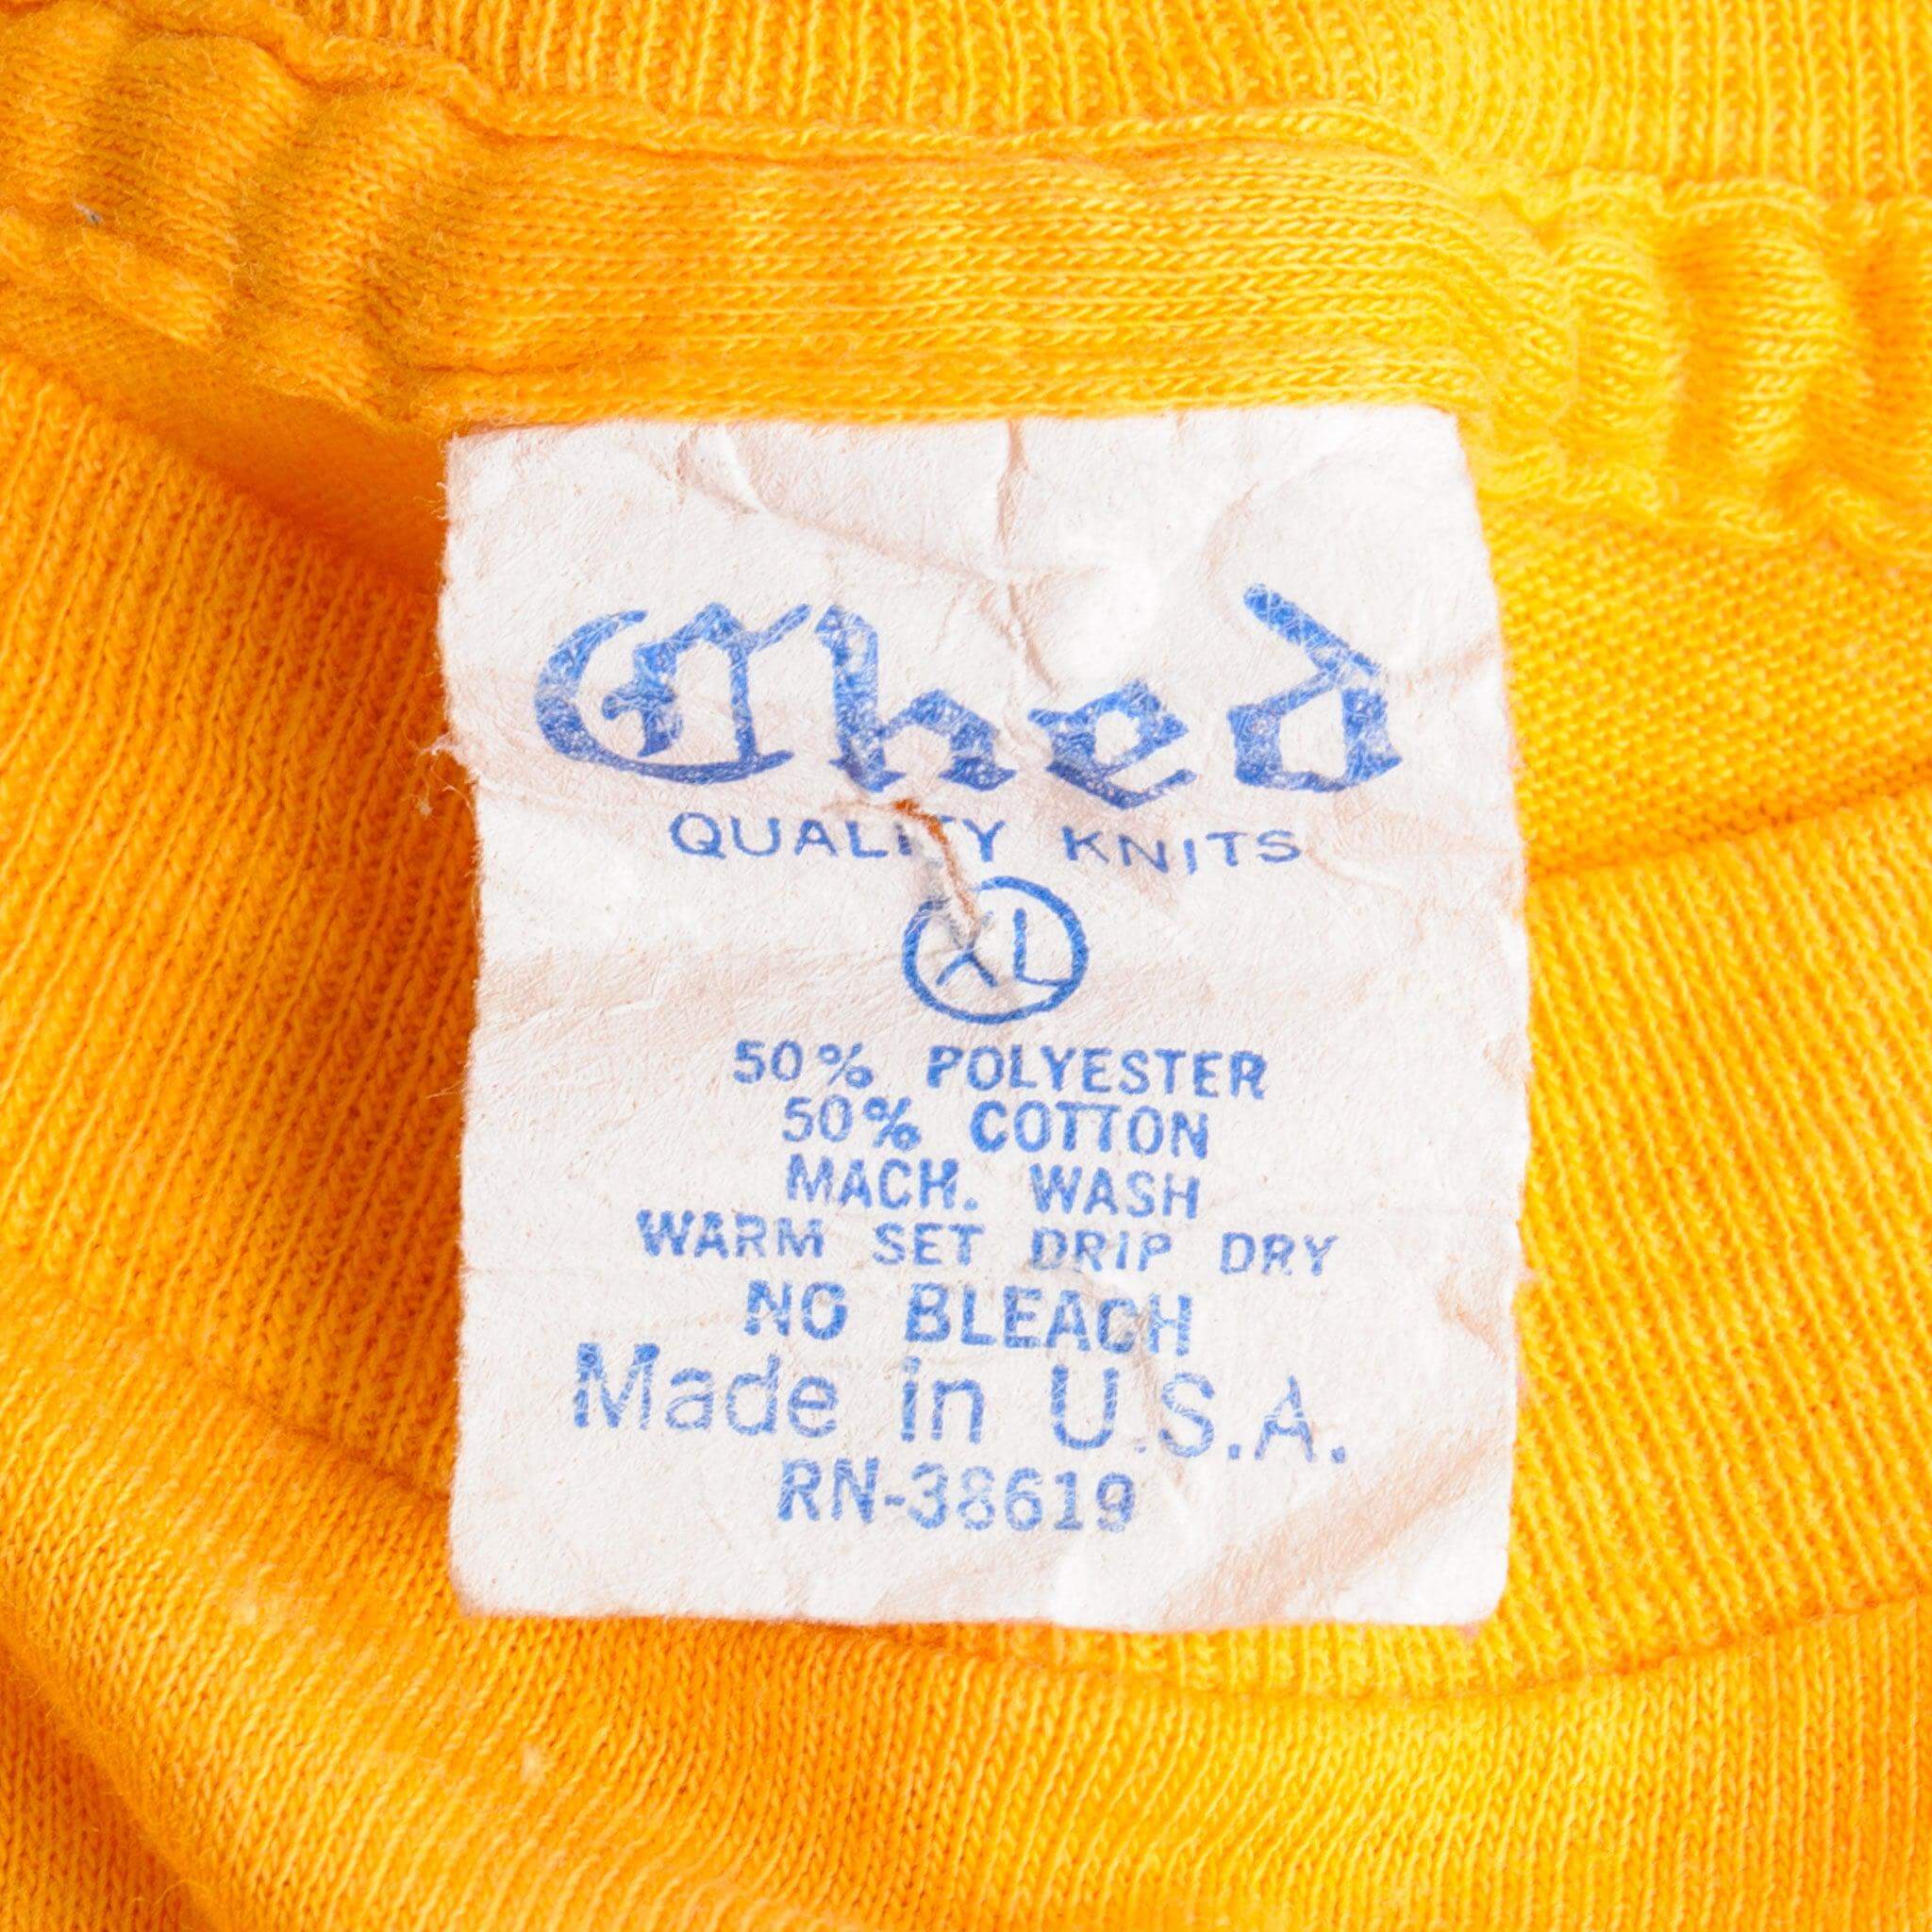 Ched
QUALITY KNITS
XL
50% POLYESTER
50% COTTON
MACH. WASH
WARM SET DRIP DRY
NO BLEACH
Made in U.S.A.
RN-38619